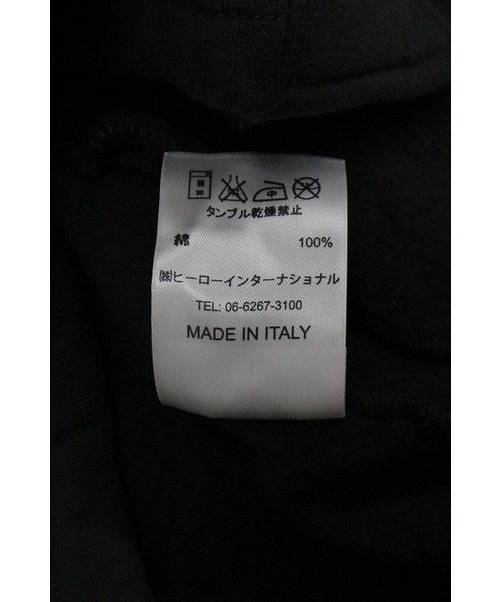 中
タンブル乾燥禁止
綿 100%
㈱ヒーローインターナショナル
TEL: 06-6267-3100
MADE IN ITALY